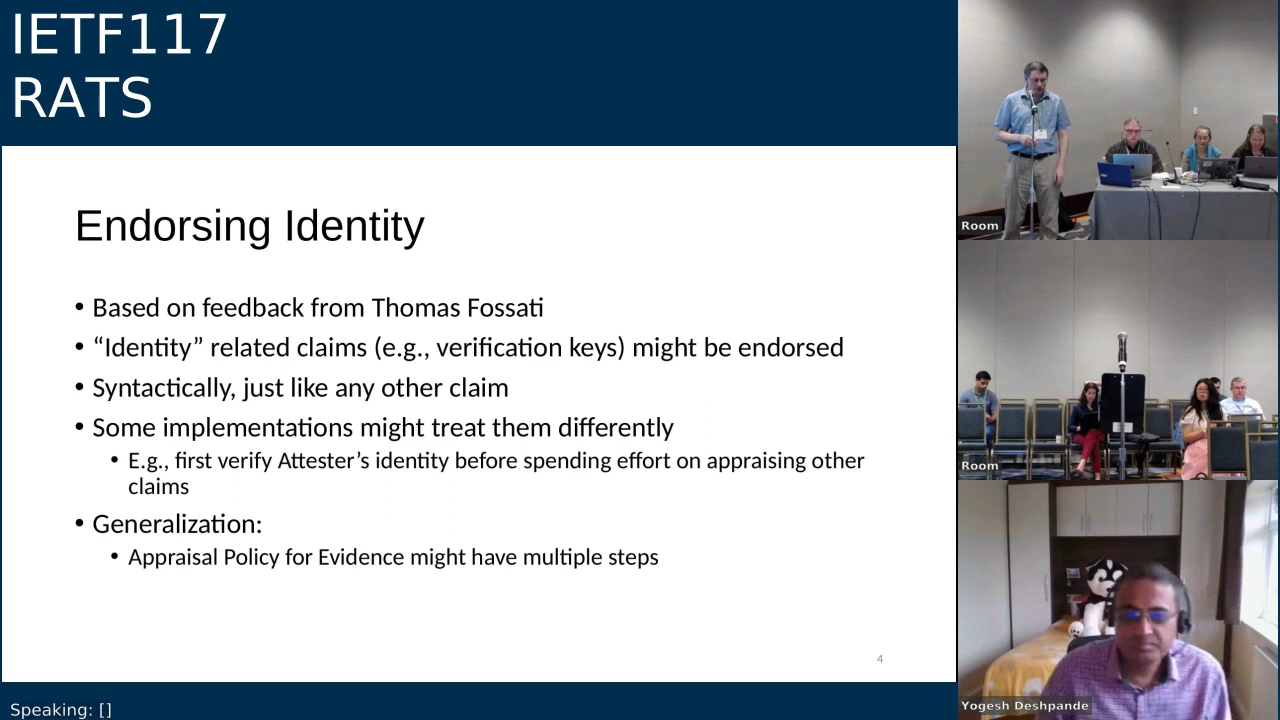 IETF117
RATS
Endorsing Identity
• Based on feedback from Thomas Fossati
• “Identity” related claims (e.g., verification keys) might be endorsed
• Syntactically, just like any other claim
• Some implementations might treat them differently
• E.g., first verify Attester’s identity before spending effort on appraising other
claims
• Generalization:
• Appraisal Policy for Evidence might have multiple steps
4
Speaking: []
Room
Room
Yogesh Deshpande